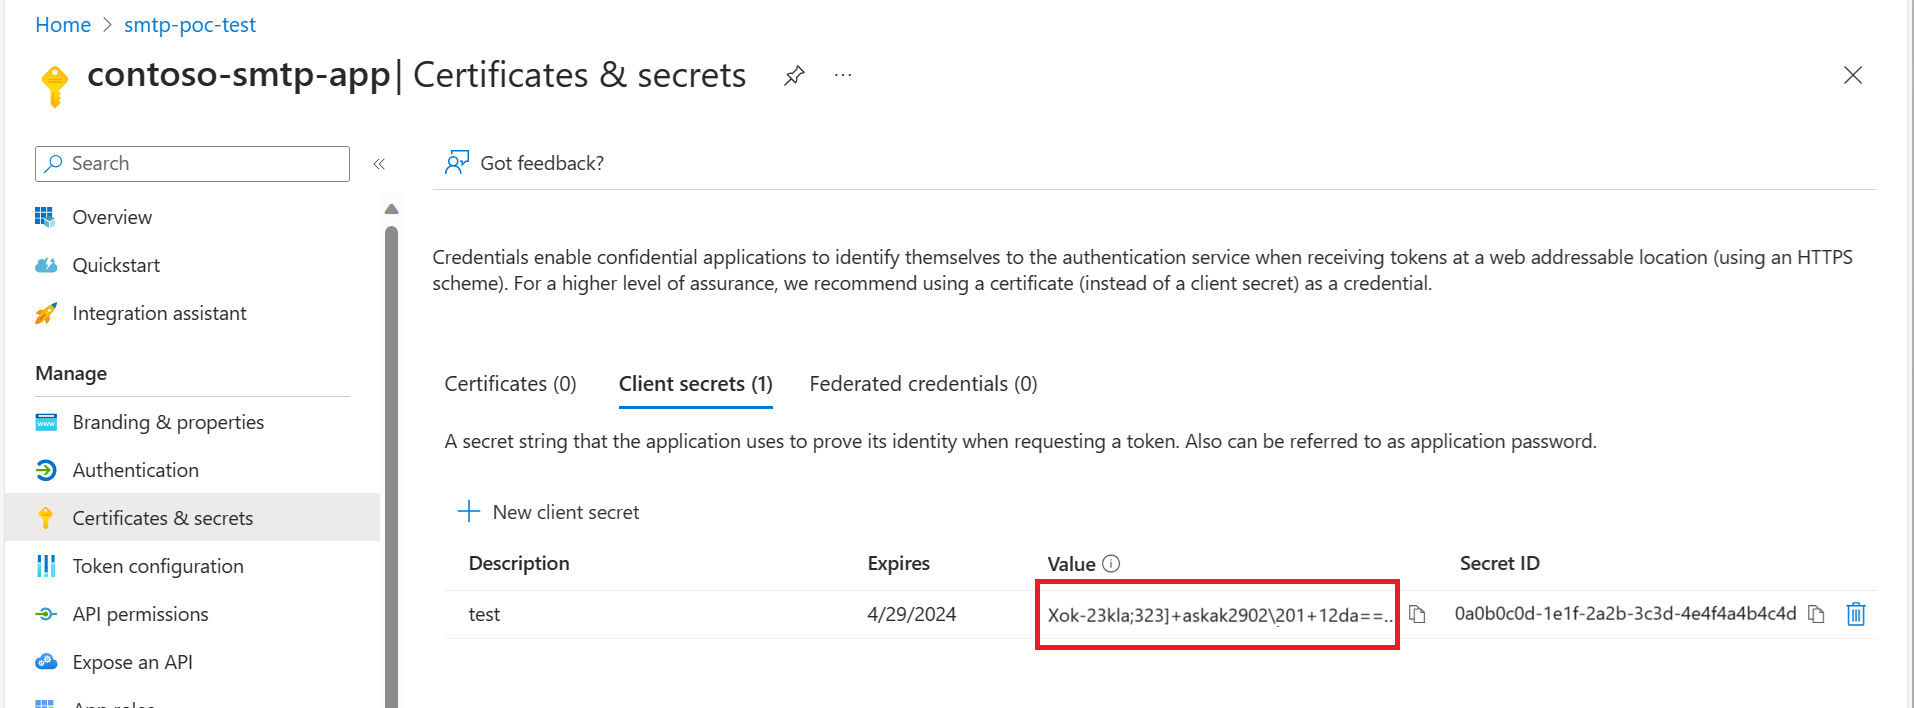 Home > smtp-poc-test
contoso-smtp-app | Certificates & secrets ...
Search
«
Got feedback?
Overview
Quickstart
Integration assistant
Manage
Branding & properties
Authentication
Certificates & secrets
Token configuration
API permissions
Expose an API
App roles
Credentials enable confidential applications to identify themselves to the authentication service when receiving tokens at a web addressable location (using an HTTPS
scheme). For a higher level of assurance, we recommend using a certificate (instead of a client secret) as a credential.
Certificates (0) Client secrets (1) Federated credentials (0)
A secret string that the application uses to prove its identity when requesting a token. Also can be referred to as application password.
New client secret
Description Expires Value Secret ID
test 4/29/2024 Xok-23kla;323]+askak2902\201+12da==.. 0a0b0c0d-1e1f-2a2b-3c3d-4e4f4a4b4c4d